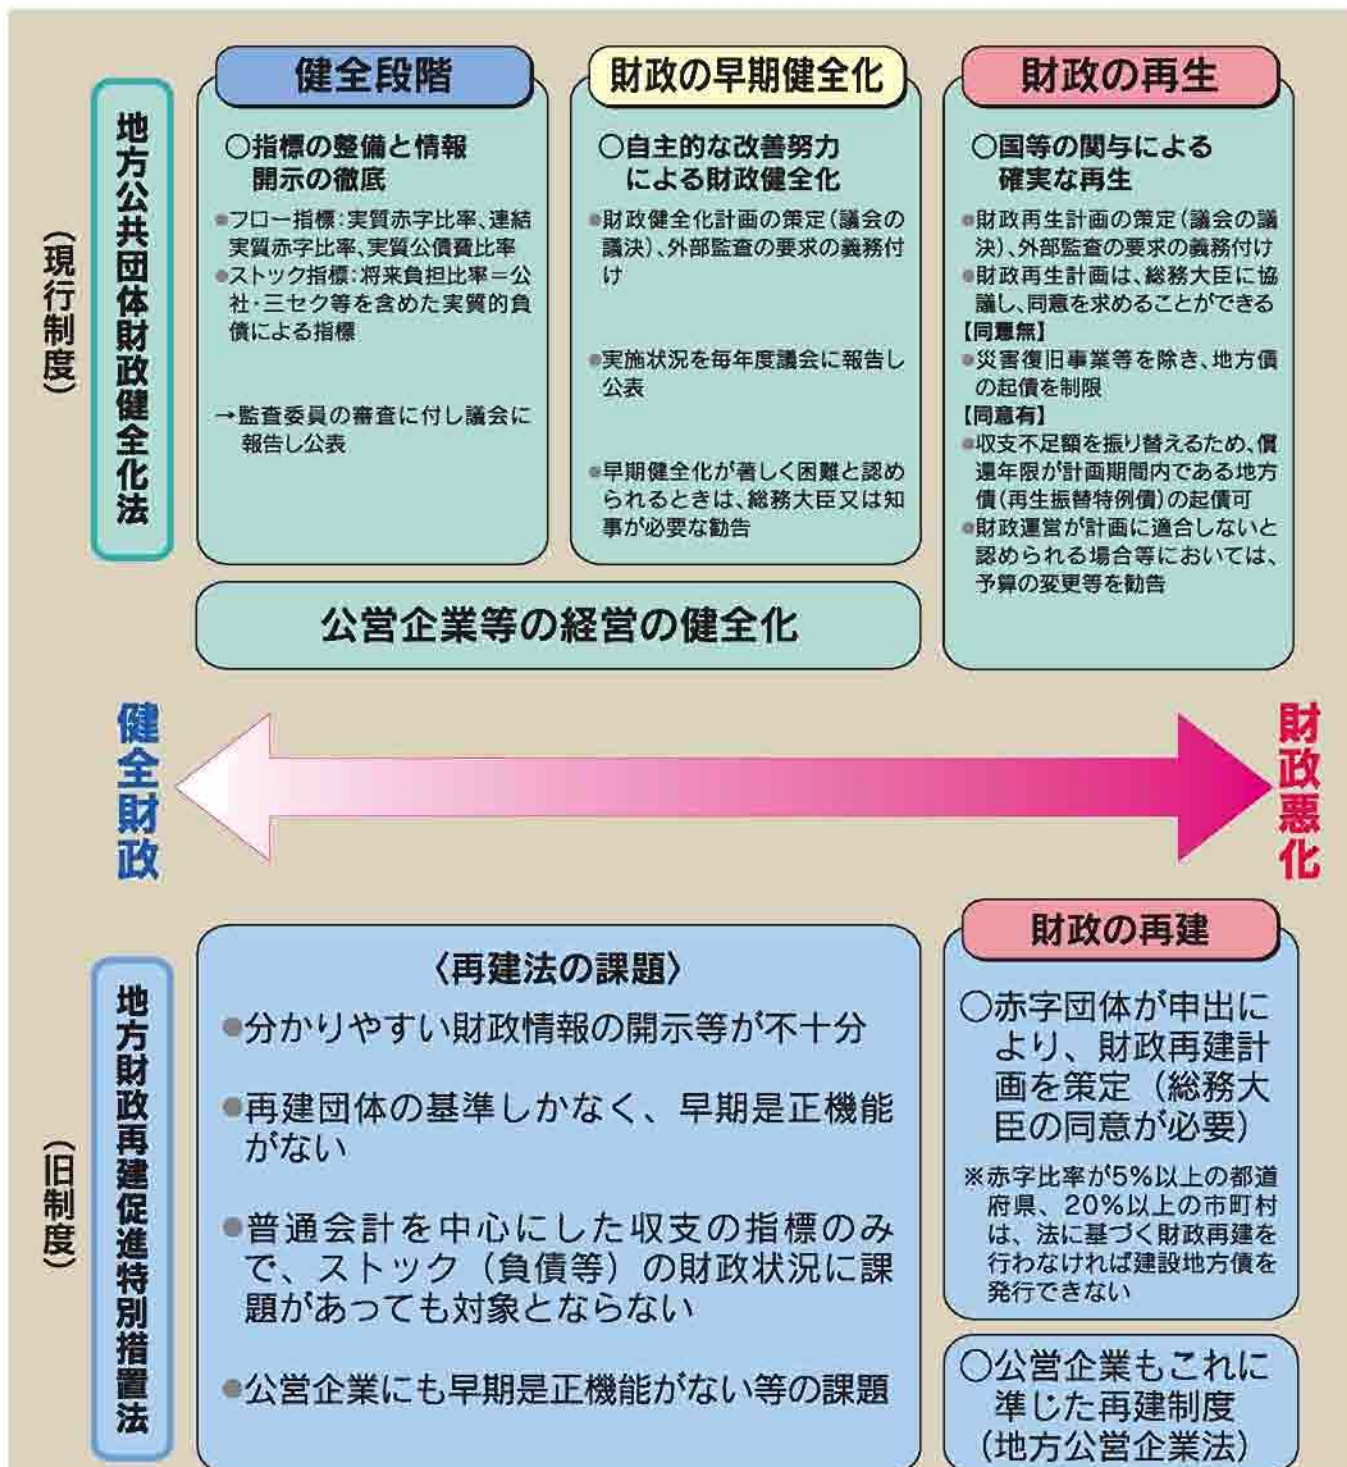 地方公共団体財政健全化法
（現行制度）
健全段階
○指標の整備と情報
開示の徹底
●フロー指標：実質赤字比率、連結
実質赤字比率、実質公債費比率
●ストック指標：将来負担比率＝公
社・三セク等を含めた実質的負
債による指標
→監査委員の審査に付し議会に
報告し公表
財政の早期健全化
○自主的な改善努力
による財政健全化
●財政健全化計画の策定（議会の
議決）、外部監査の要求の義務付
け
●実施状況を毎年度議会に報告し
公表
●早期健全化が著しく困難と認め
られるときは、総務大臣又は知
事が必要な勧告
財政の再生
○国等の関与による
確実な再生
●財政再生計画の策定（議会の議
決）、外部監査の要求の義務付け
●財政再生計画は、総務大臣に協
議し、同意を求めることができる
【同意無】
●災害復旧事業等を除き、地方債
の起債を制限
【同意有】
●収支不足額を振り替えるため、償
還年限が計画期間内である地方
債（再生振替特例債）の起債可
●財政運営が計画に適合しないと
認められる場合等においては、
予算の変更等を勧告
公営企業等の経営の健全化
健全財政
財政悪化
地方財政再建促進特別措置法
（旧制度）
〈再建法の課題〉
●分かりやすい財政情報の開示等が不十分
●再建団体の基準しかなく、早期是正機能
がない
●普通会計を中心にした収支の指標のみ
で、ストック（負債等）の財政状況に課
題があっても対象とならない
●公営企業にも早期是正機能がない等の課題
財政の再建
○赤字団体が申出に
より、財政再建計
画を策定（総務大
臣の同意が必要）
※赤字比率が5%以上の都道
府県、20%以上の市町村
は、法に基づく財政再建を
行わなければ建設地方債を
発行できない
○公営企業もこれに
準じた再建制度
（地方公営企業法）